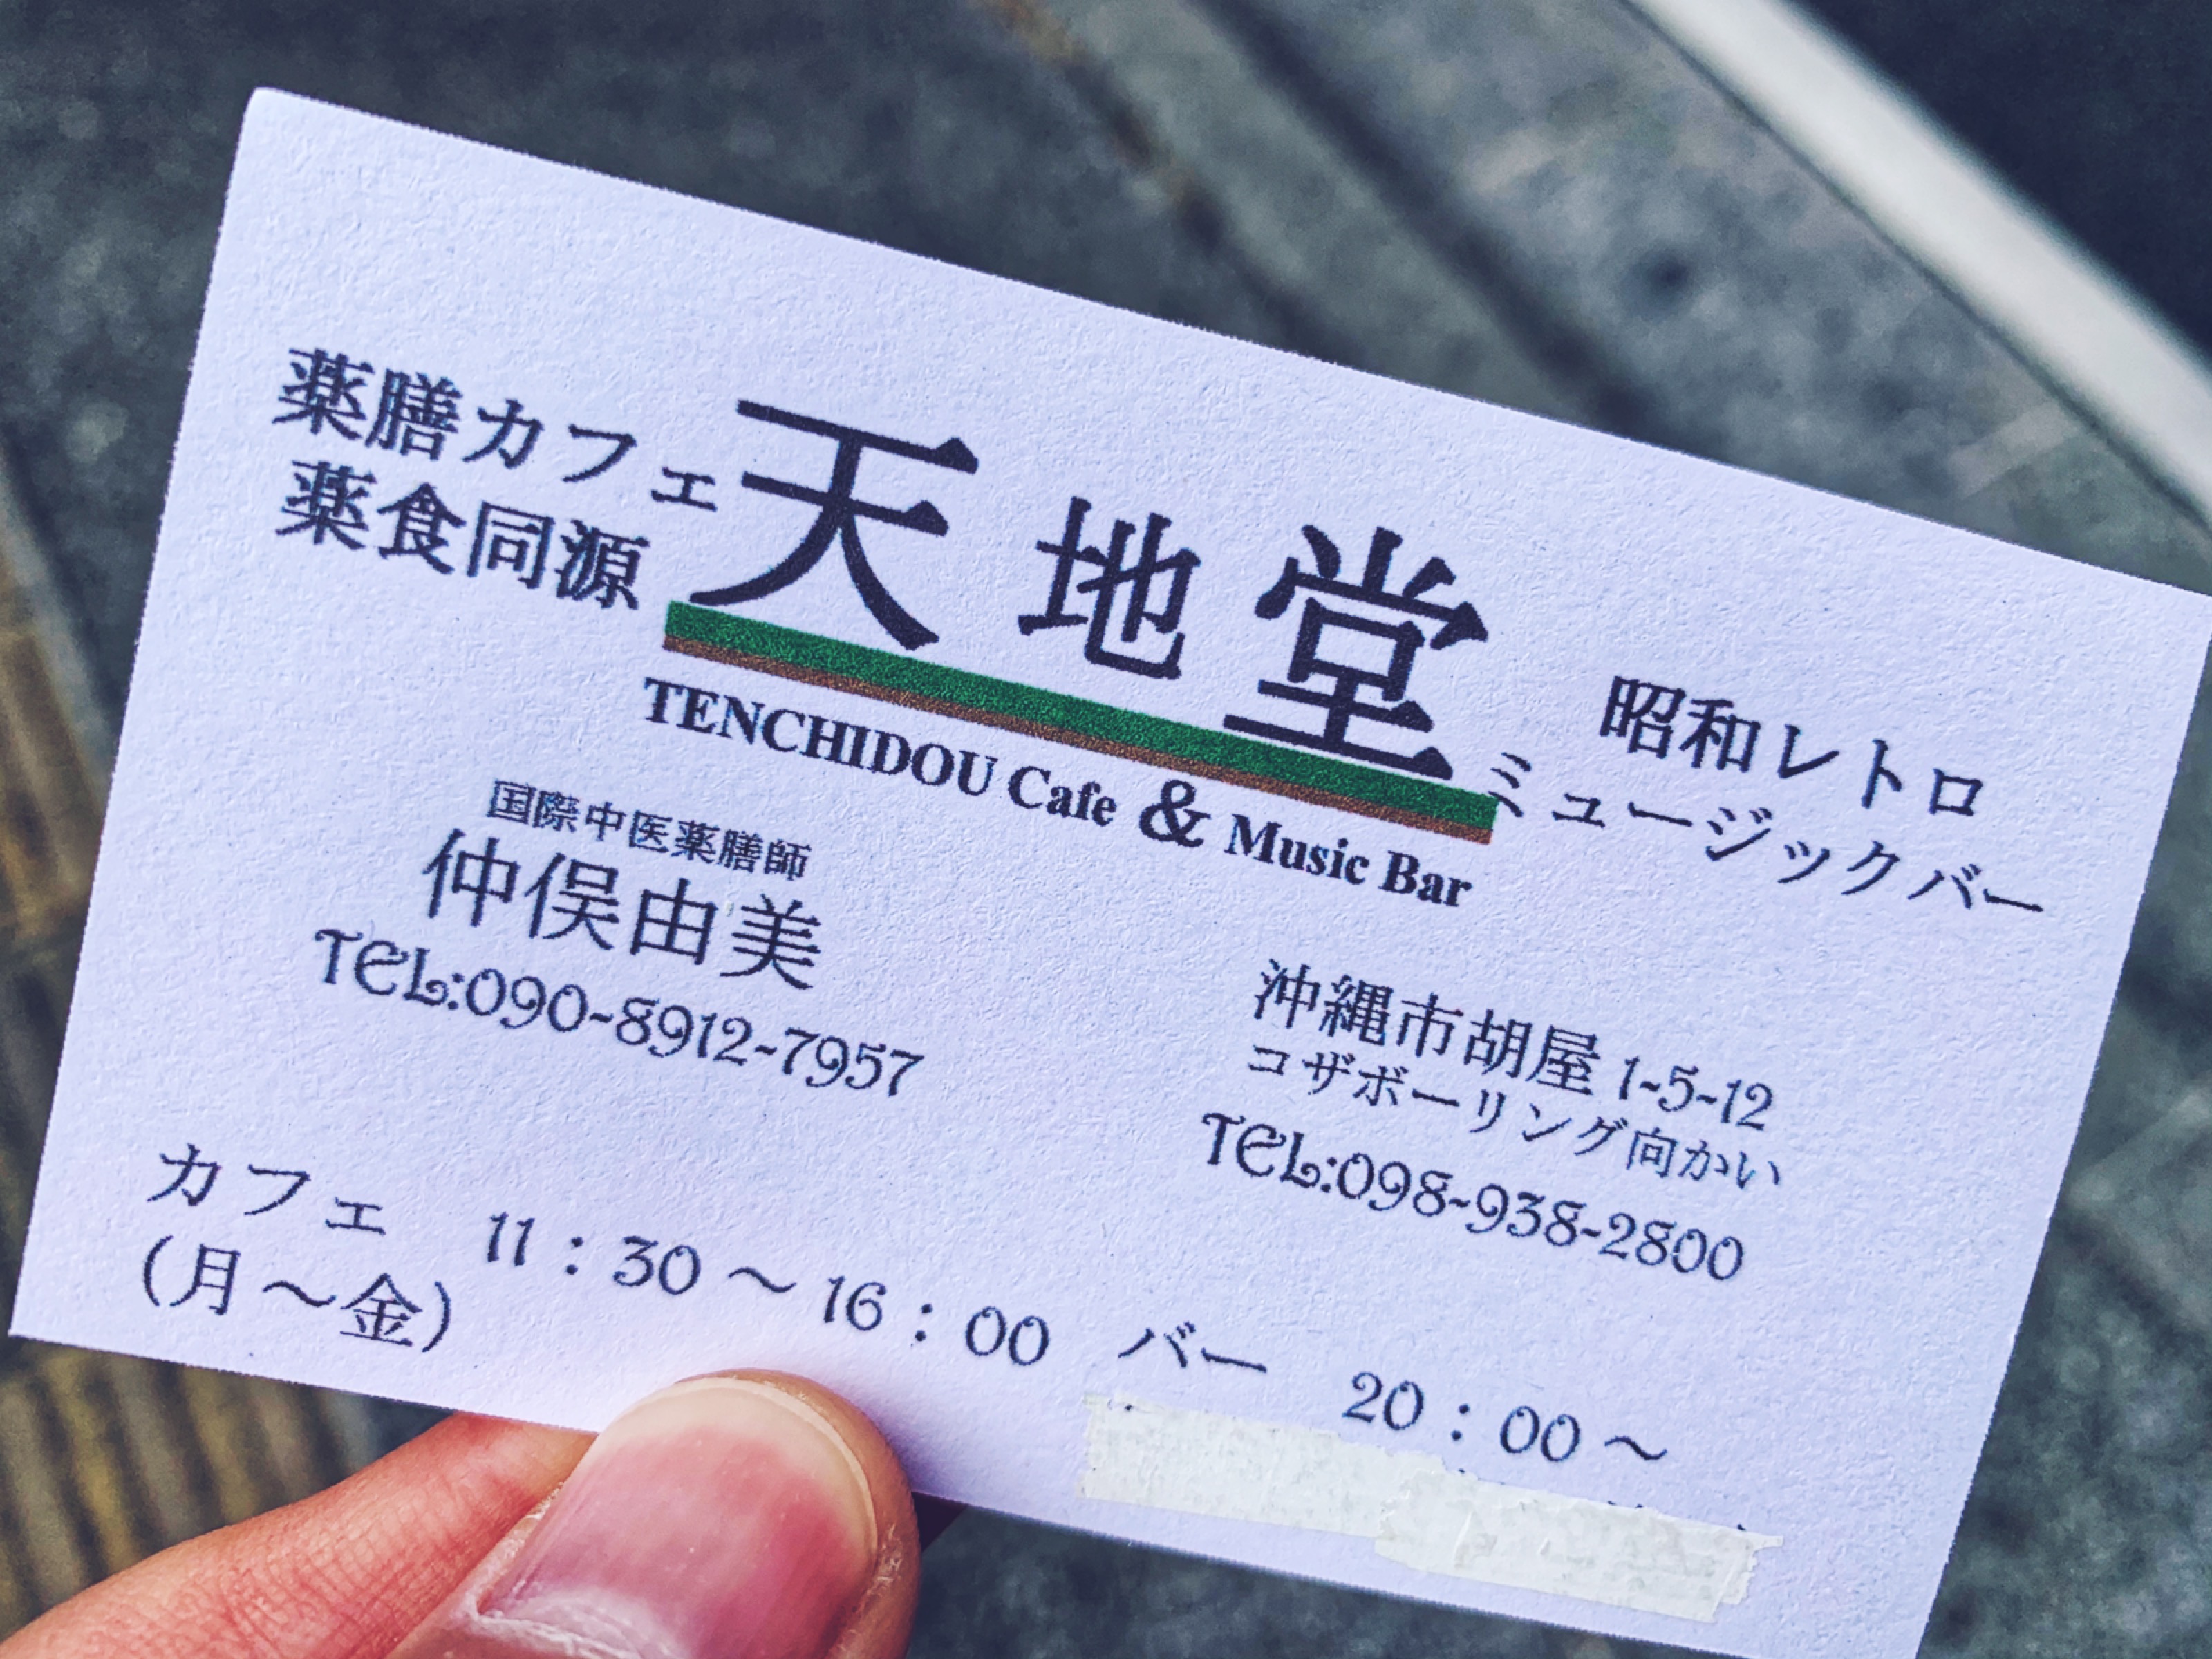 薬膳カフェ
薬食同源
天地堂
昭和レトロ
ミュージックバー
TENCHIDOU Cafe & Music Bar
国際中医薬膳師
仲俣由美
TEL:090-8912-7957
沖縄市胡屋 1-5-12
コザボーリング向かい
TEL:098-938-2800
カフェ 11：30～16：00 バー 20：00～
（月～金）